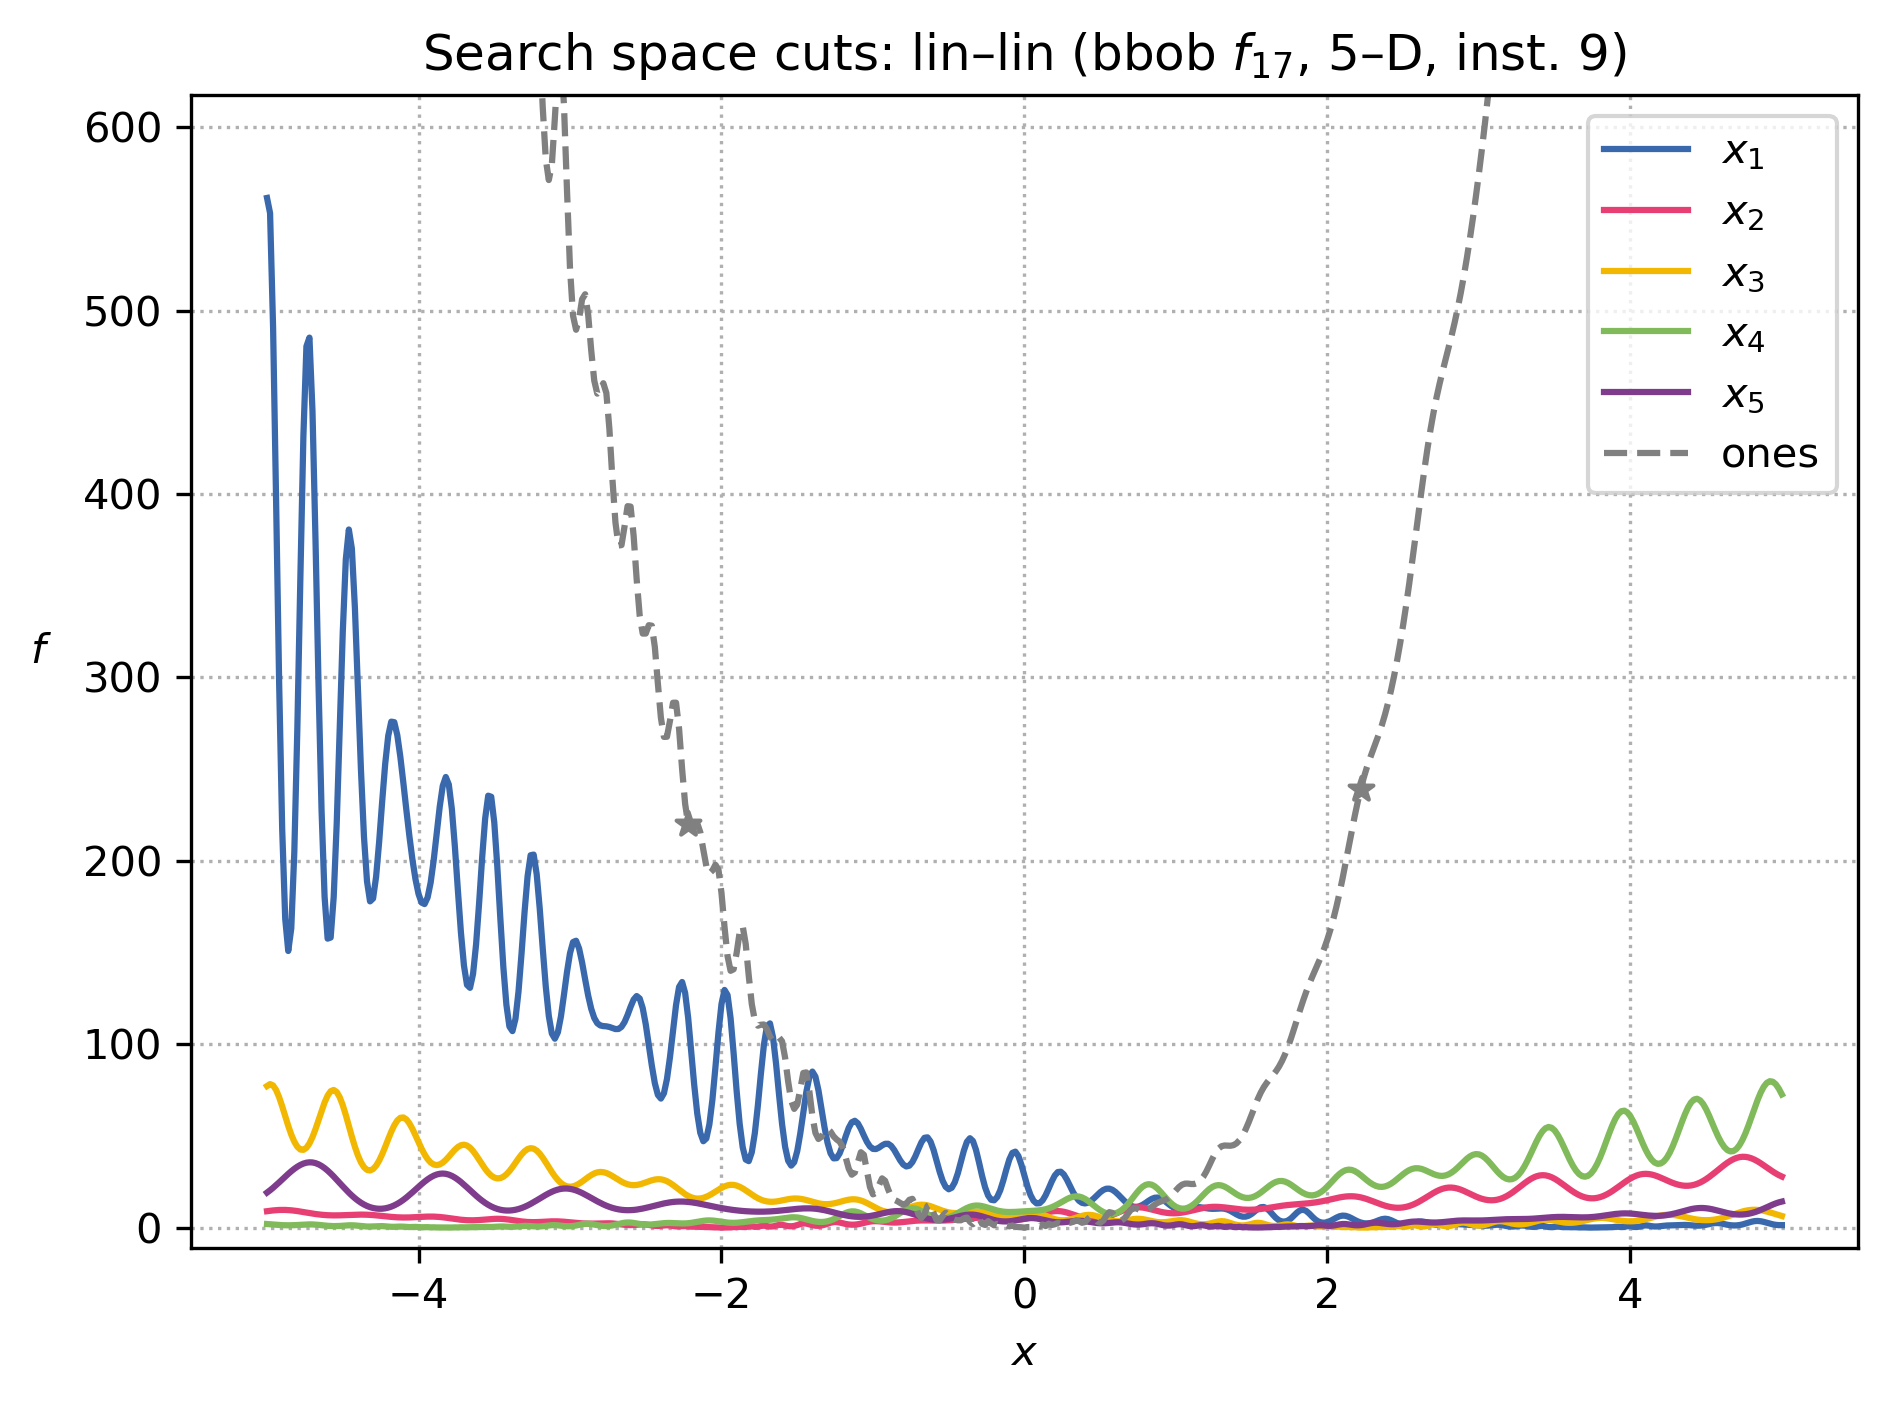 Search space cuts: lin–lin (bbob f₁₇, 5–D, inst. 9)
600
500
400
300
200
100
0
f
−4
−2
0
2
4
x
x₁
x₂
x₃
x₄
x₅
ones